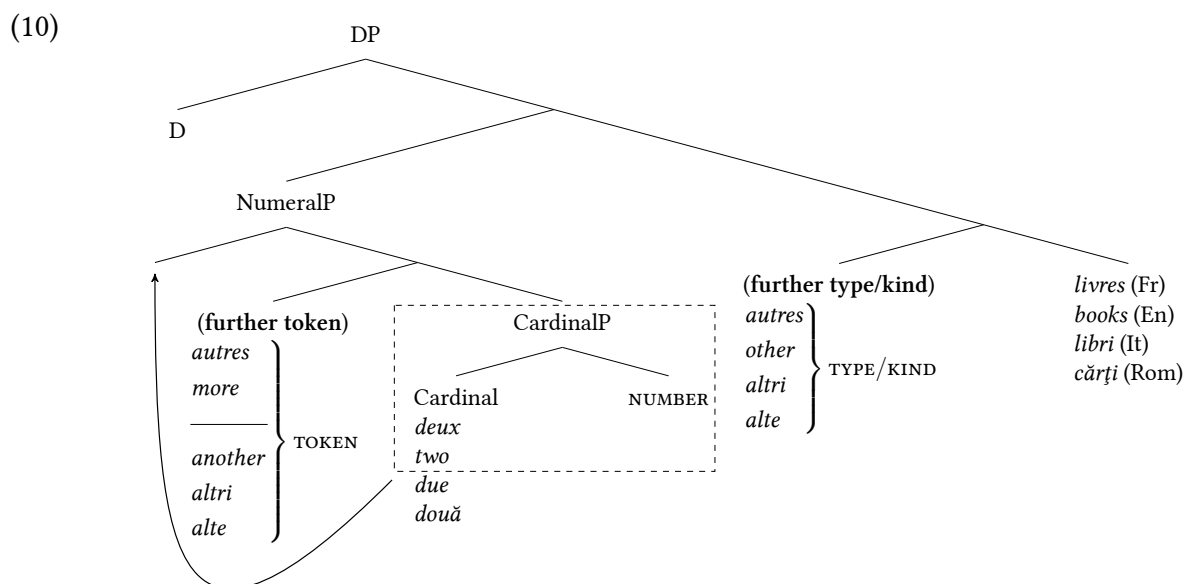 (10)
DP
D
NumeralP
(further token)
autres
more
another
altri
alte
TOKEN
CardinalP
Cardinal
deux
two
due
două
NUMBER
(further type/kind)
autres
other
altri
alte
TYPE/KIND
livres (Fr)
books (En)
libri (It)
cărţi (Rom)